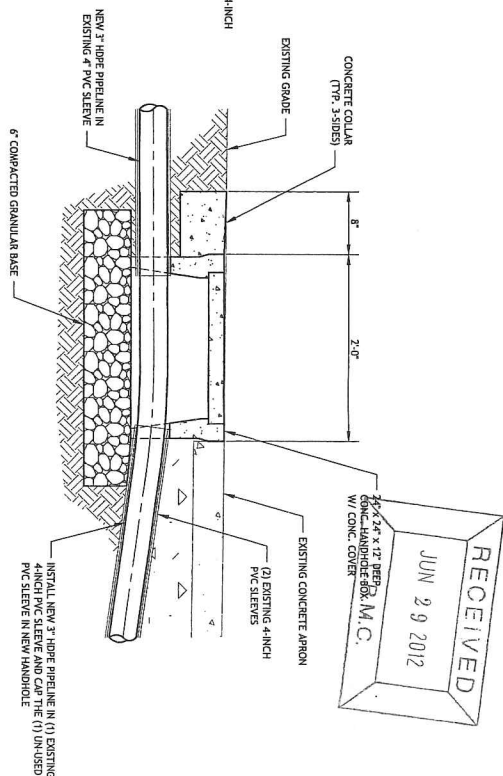 4-INCH
NEW 3" HDPE PIPELINE IN
EXISTING 4" PVC SLEEVE
EXISTING GRADE
CONCRETE COLLAR
(TYP. 3-SIDES)
8"
2'-0"
6" COMPACTED GRANULAR BASE
24" x 24" x 12" DEEP
CONC. HANDHOLE BOX
W/ CONC. COVER
RECEIVED
JUN 29 2012
M.C.
EXISTING CONCRETE APRON
(2) EXISTING 4-INCH
PVC SLEEVES
INSTALL NEW 3" HDPE PIPELINE IN (1) EXISTING
4-INCH PVC SLEEVE AND CAP THE (1) UN-USED
PVC SLEEVE IN NEW HANDHOLE